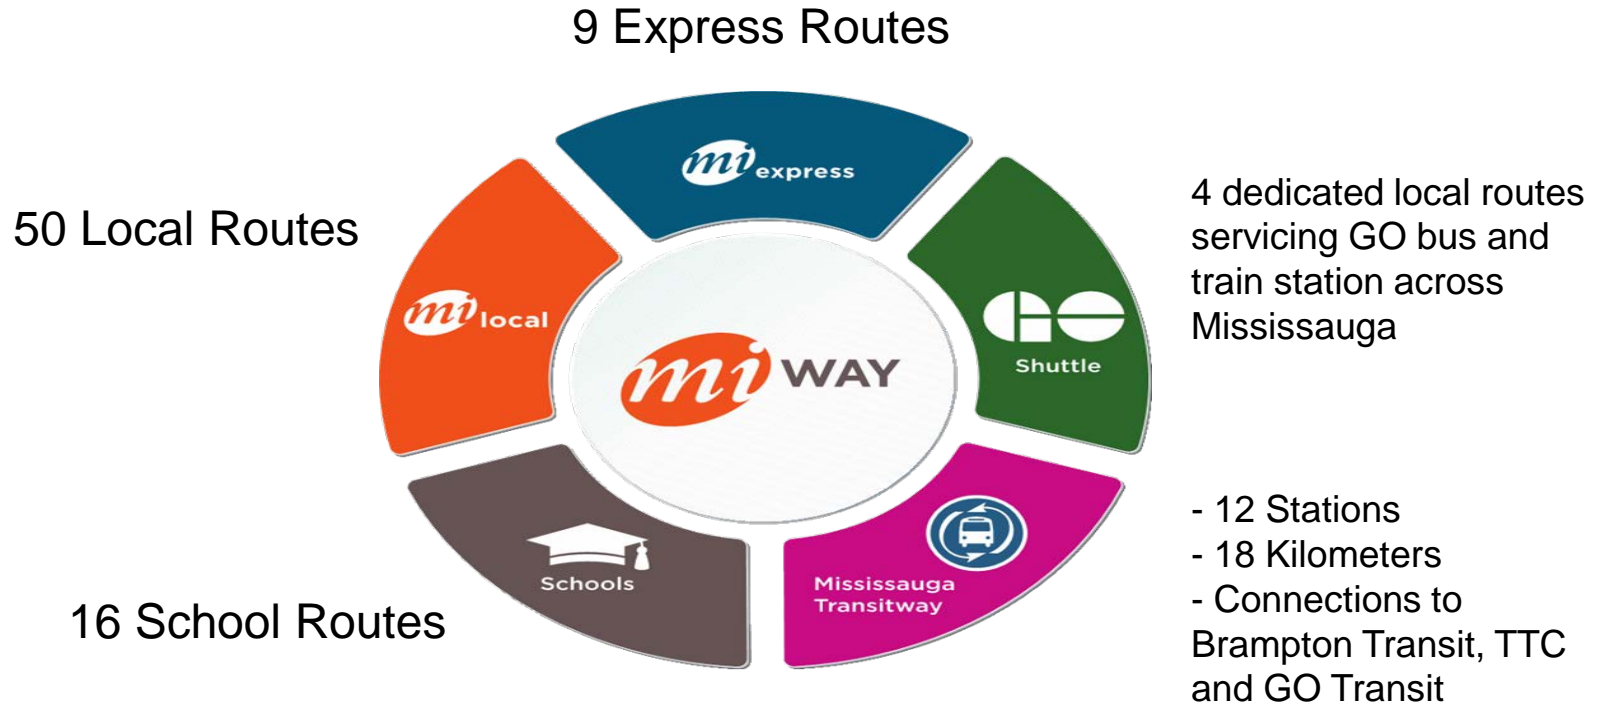 9 Express Routes
mi express
50 Local Routes
mi local
4 dedicated local routes
servicing GO bus and
train station across
Mississauga
GO
Shuttle
mi WAY
Schools
16 School Routes
Mississauga
Transitway
- 12 Stations
- 18 Kilometers
- Connections to
Brampton Transit, TTC
and GO Transit